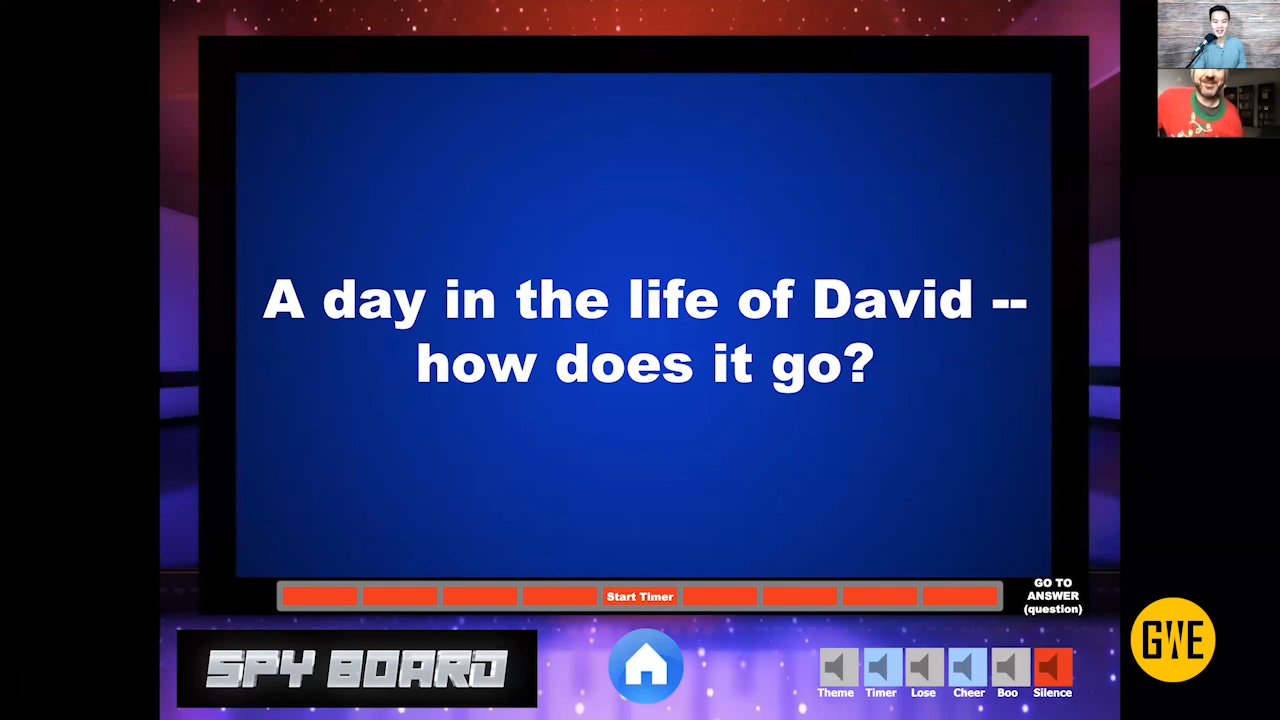 A day in the life of David --
how does it go?
Start Timer
GO TO
ANSWER
(question)
SPY BOARD
Theme Timer Lose Cheer Boo Silence
GWE